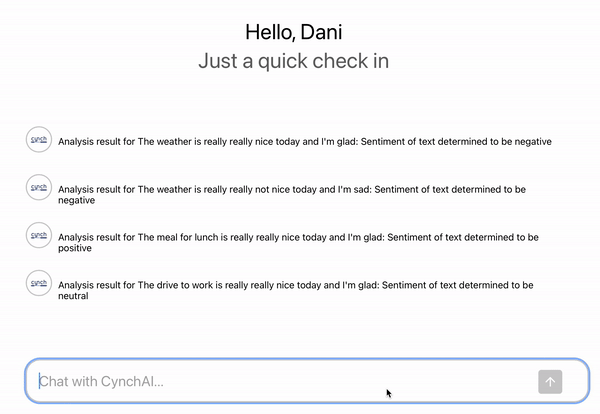 Hello, Dani
Just a quick check in
cynch
Analysis result for The weather is really really nice today and I'm glad: Sentiment of text determined to be negative
cynch
Analysis result for The weather is really really not nice today and I'm sad: Sentiment of text determined to be
negative
cynch
Analysis result for The meal for lunch is really really nice today and I'm glad: Sentiment of text determined to be
positive
cynch
Analysis result for The drive to work is really really nice today and I'm glad: Sentiment of text determined to be
neutral
Chat with CynchAI...